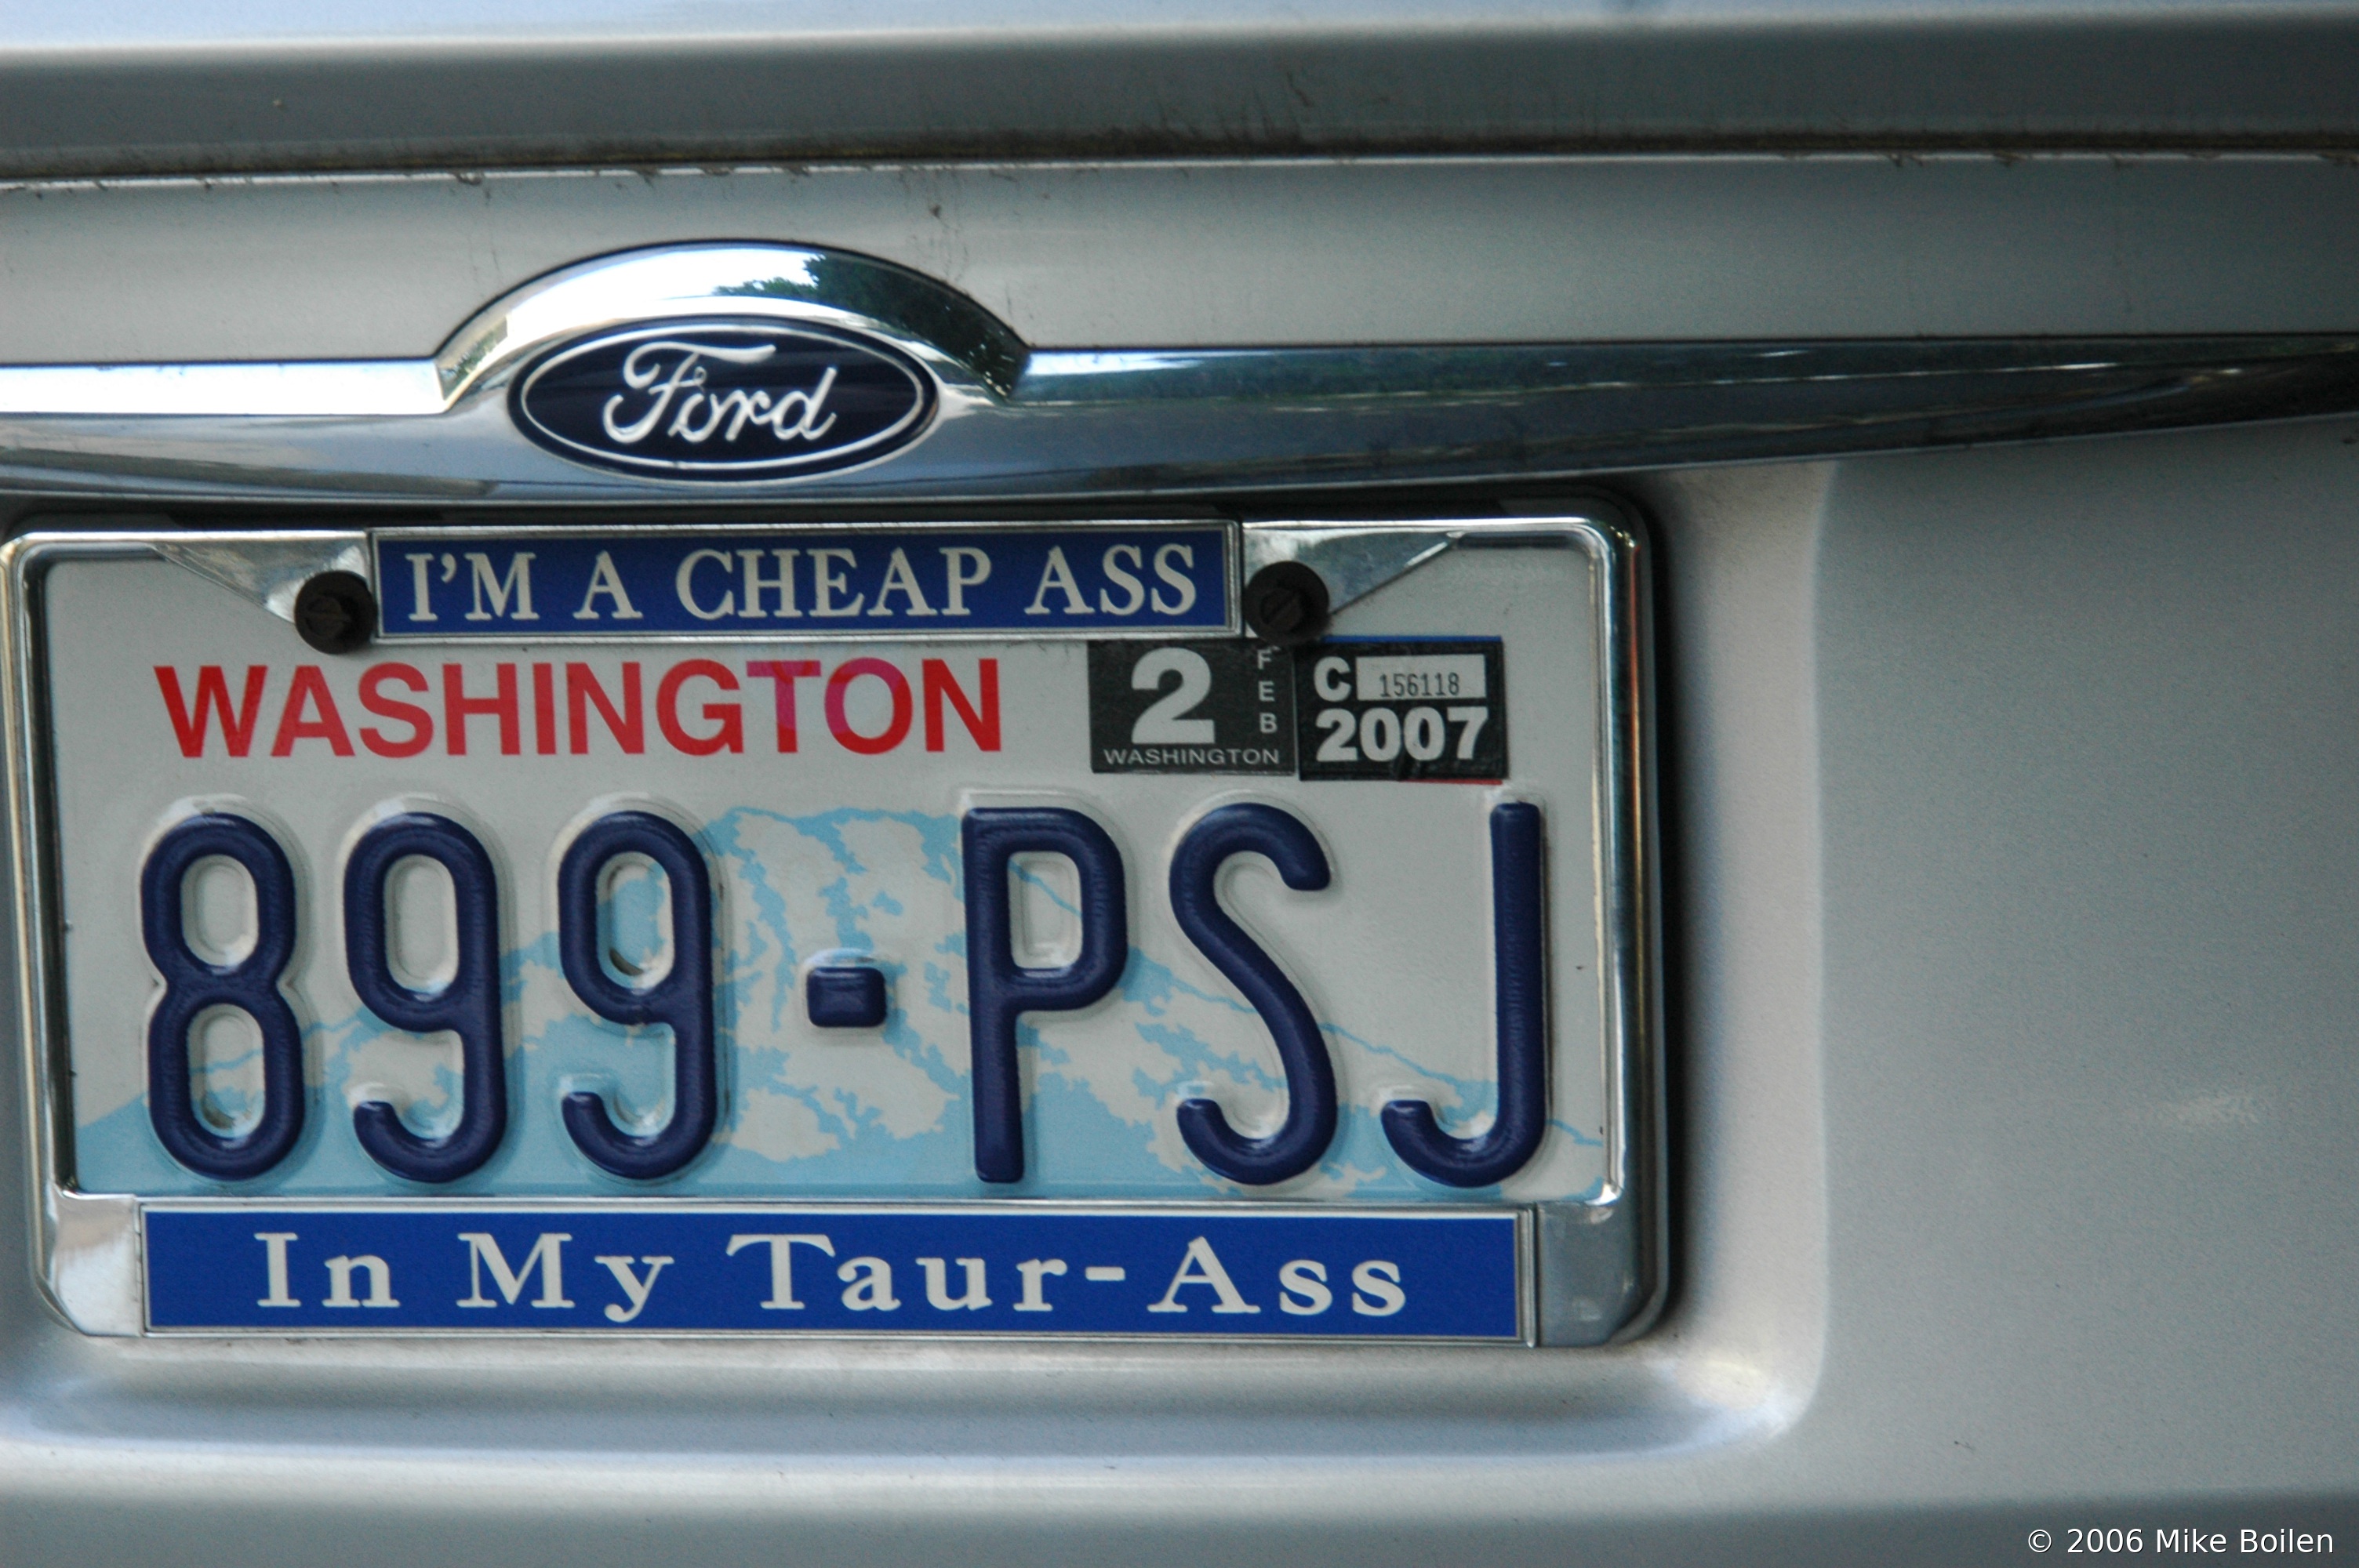 Ford
I'M A CHEAP ASS
WASHINGTON
2 FEB
WASHINGTON
C 156118
2007
899-PSJ
In My Taur-Ass
© 2006 Mike Boilen